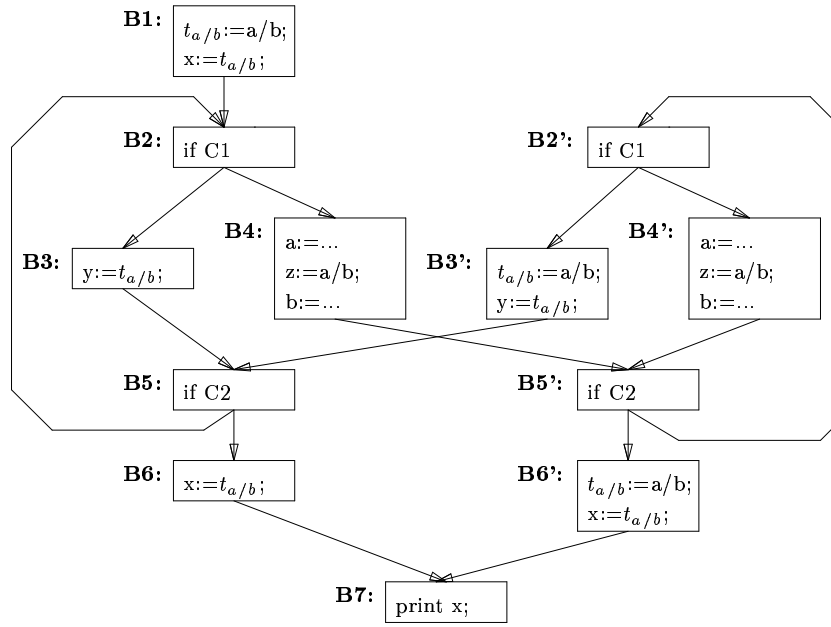 B1:
t_{a/b}:=a/b;
x:=t_{a/b};
B2:
if C1
B2':
if C1
B3:
y:=t_{a/b};
B4:
a:=...
z:=a/b;
b:=...
B3':
t_{a/b}:=a/b;
y:=t_{a/b};
B4':
a:=...
z:=a/b;
b:=...
B5:
if C2
B5':
if C2
B6:
x:=t_{a/b};
B6':
t_{a/b}:=a/b;
x:=t_{a/b};
B7:
print x;